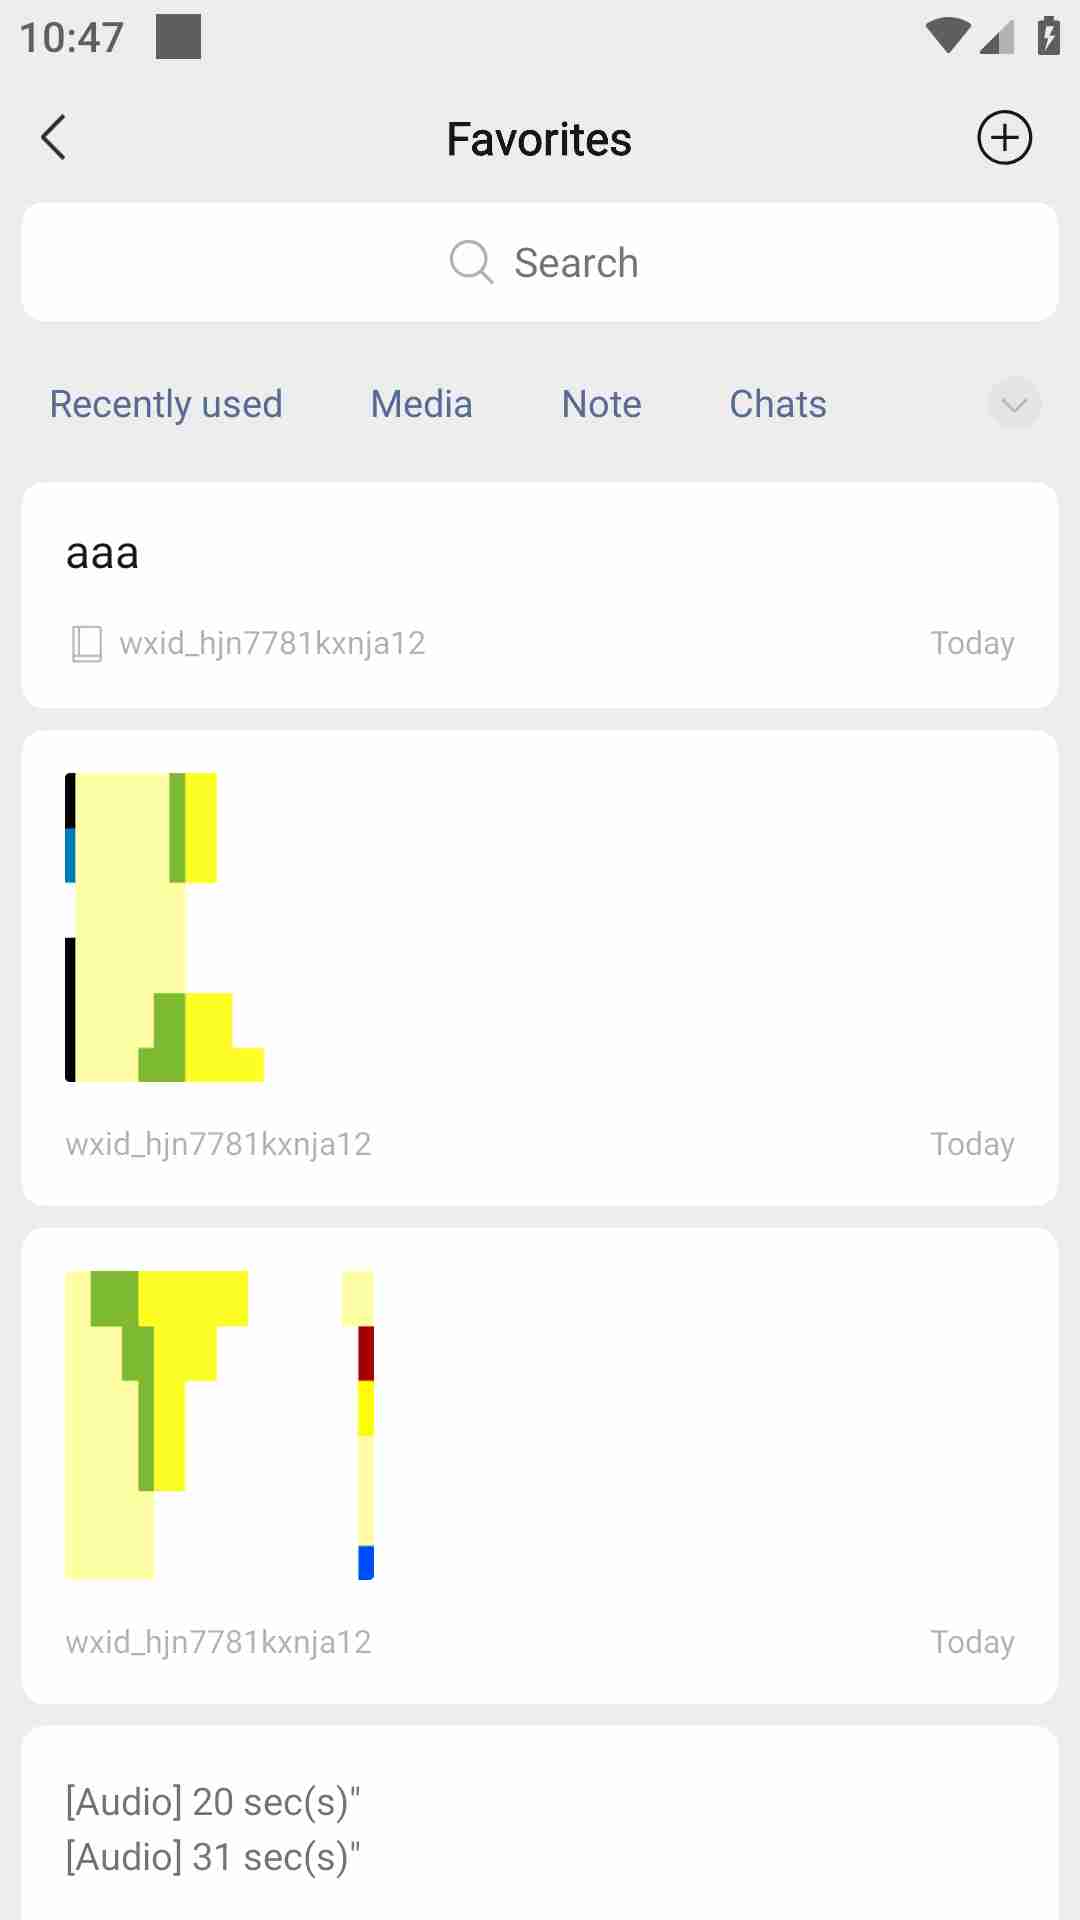 10:47
Favorites
Search
Recently used Media Note Chats
aaa
wxid_hjn7781kxnja12 Today
wxid_hjn7781kxnja12 Today
wxid_hjn7781kxnja12 Today
[Audio] 20 sec(s)"
[Audio] 31 sec(s)"